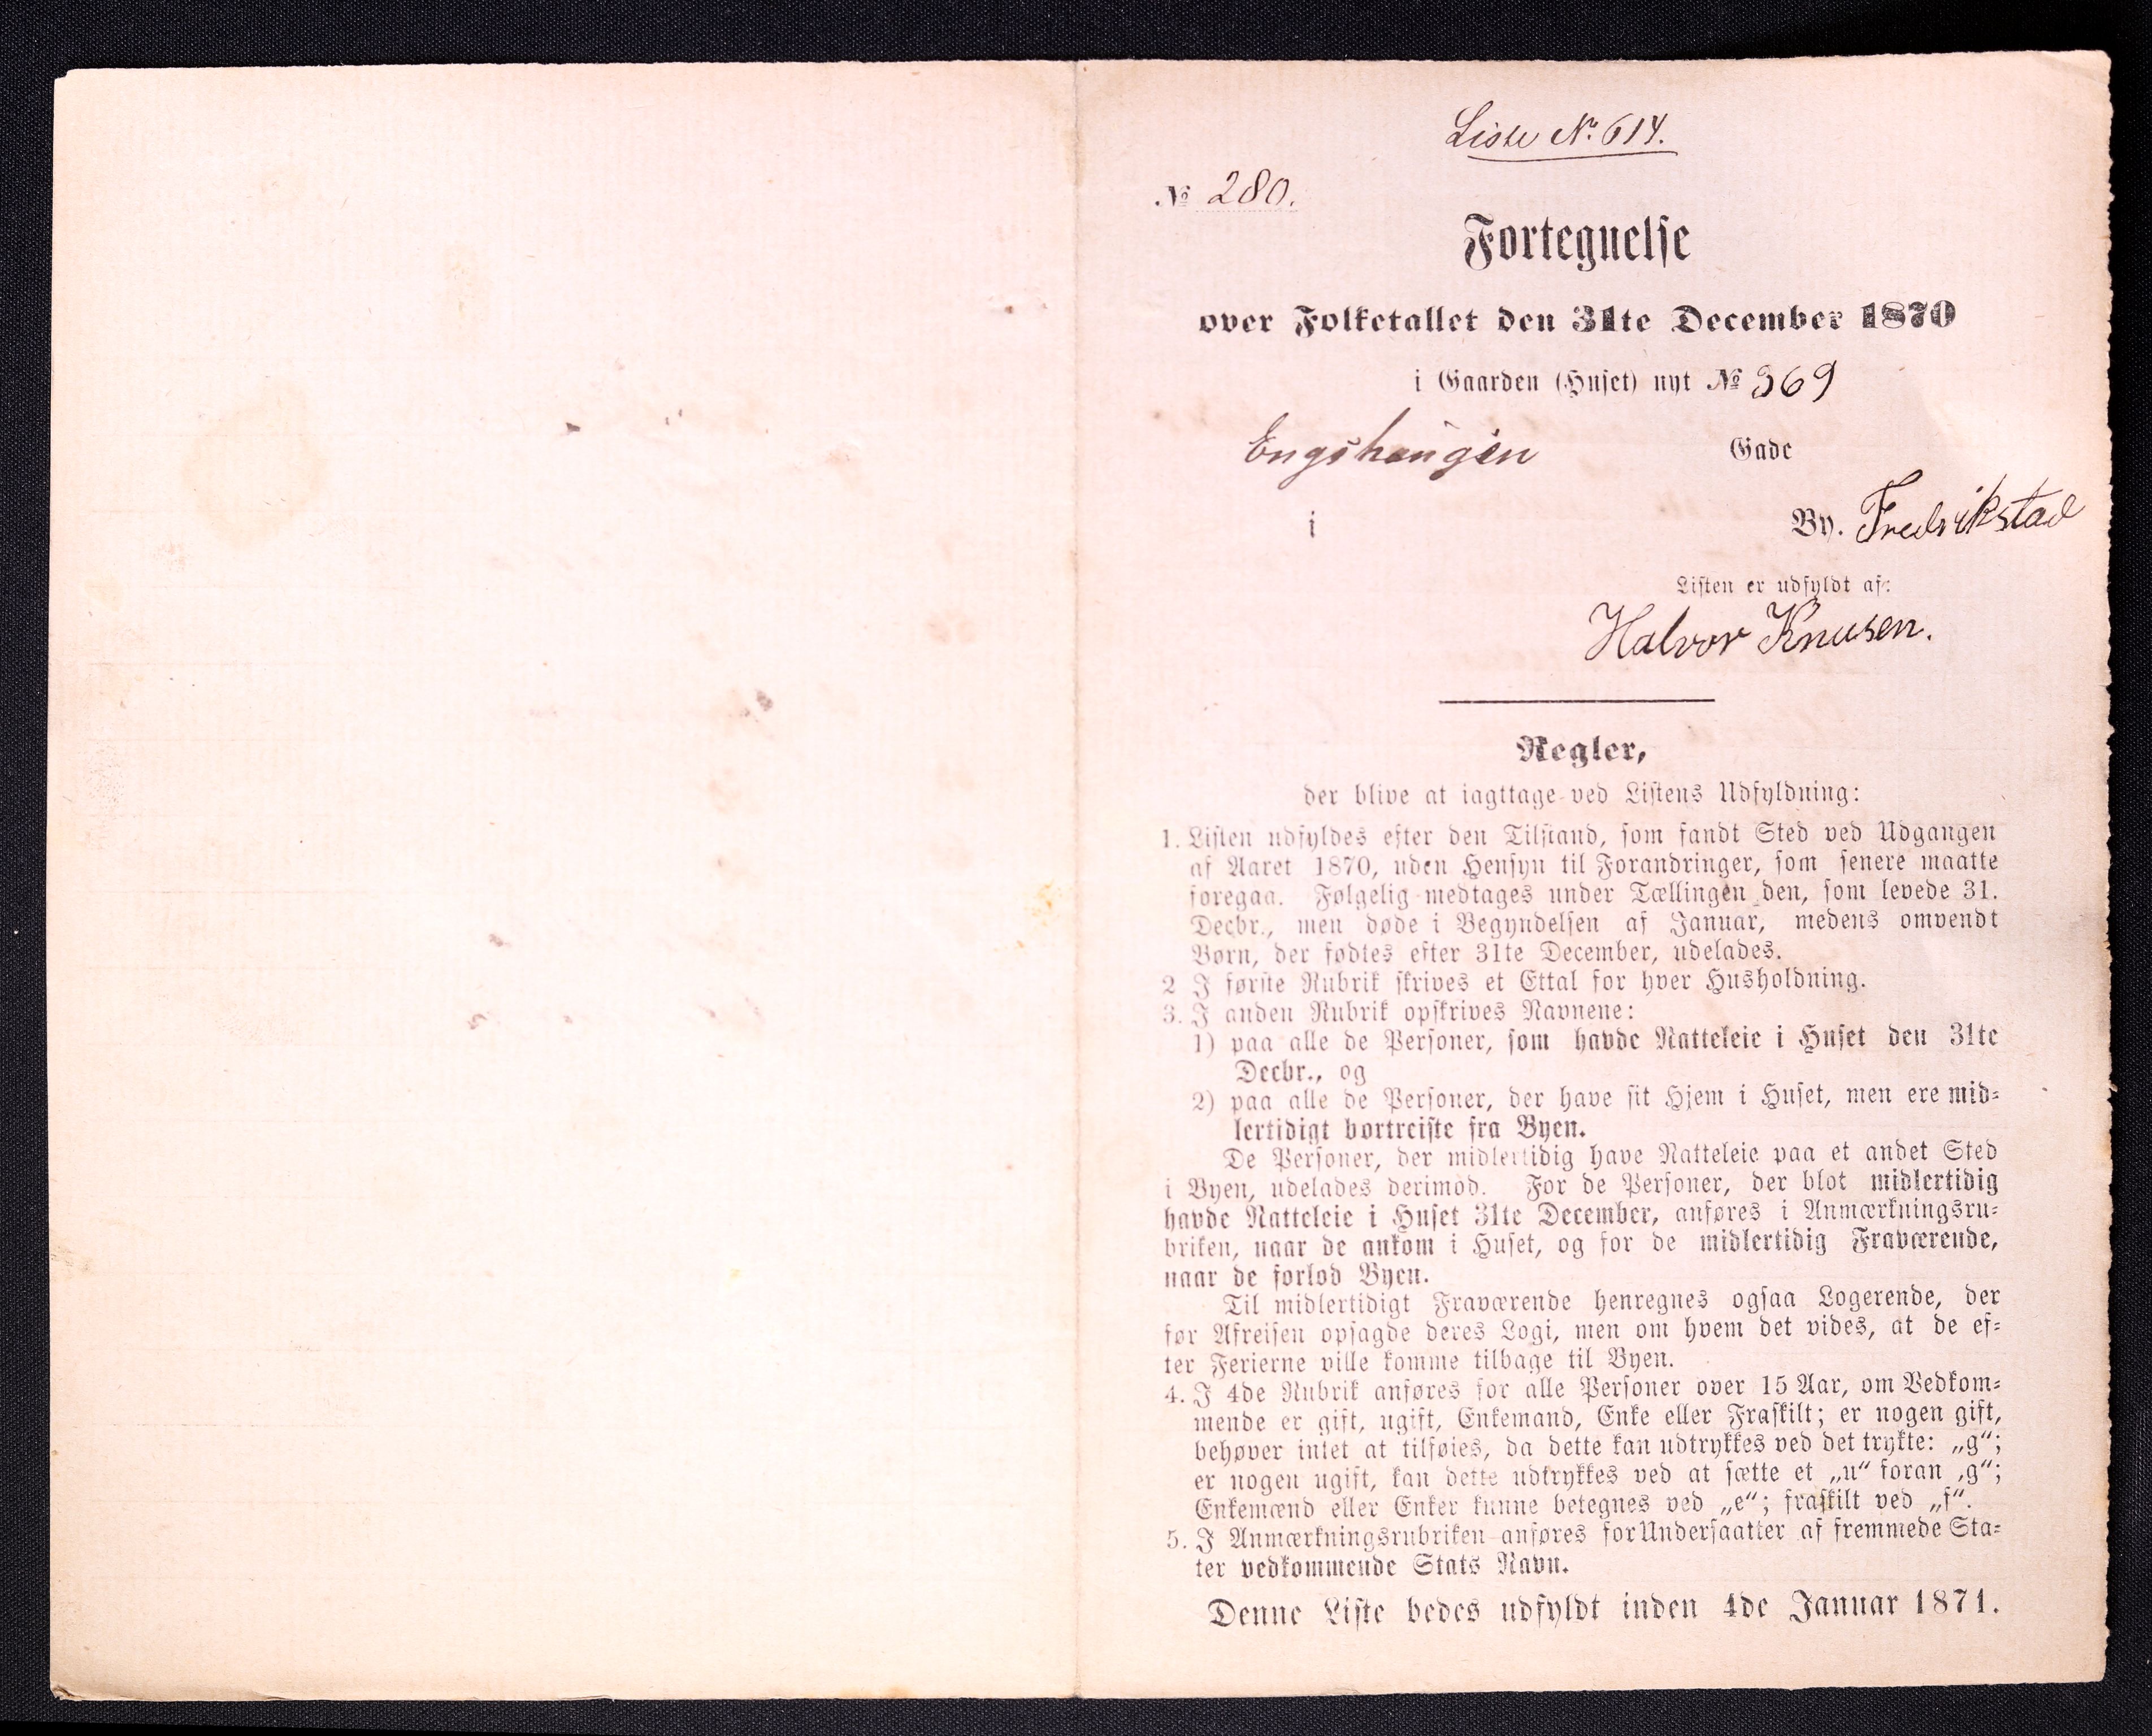 Liste No. 614.
No 280.
Fortegnelse
over Folketallet den 31te December 1870
i Gaarden (Huset) nyt No 369
Engshaugen Gade
i By. Fredrikstad
Listen er udfyldt af:
Halvor Knusen.
Regler,
der blive at iagttage ved Listens Udfyldning:
1. Listen udfyldes efter den Tilstand, som fandt Sted ved Udgangen
af Aaret 1870, uden Hensyn til Forandringer, som senere maatte
foregaa. Følgelig medtages under Tællingen den, som levede 31.
Decbr., men døde i Begyndelsen af Januar, medens omvendt
Børn, der fødtes efter 31te December, udelades.
2 I første Rubrik skrives et Ettal for hver Husholdning.
3. I anden Rubrik opskrives Navnene:
1) paa alle de Personer, som havde Natteleie i Huset den 31te
Decbr., og
2) paa alle de Personer, der have sit Hjem i Huset, men ere mid-
lertidigt bortreiste fra Byen.
De Personer, der midlertidig have Natteleie paa et andet Sted
i Byen, udelades derimod. For de Personer, der blot midlertidig
havde Natteleie i Huset 31te December, anføres i Anmærkningsru-
briken, naar de ankom i Huset, og for de midlertidig Fraværende,
naar de forlod Byen.
Til midlertidigt Fraværende henregnes ogsaa Logerende, der
før Afreisen opsagde deres Logi, men om hvem det vides, at de ef-
ter Ferierne ville komme tilbage til Byen.
4. I 4de Rubrik anføres for alle Personer over 15 Aar, om Vedkom-
mende er gift, ugift, Enkemand, Enke eller Fraskilt; er nogen gift,
behøver intet at tilføies, da dette kan udtrykkes ved det trykte: „g“;
er nogen ugift, kan dette udtrykkes ved at sætte et „u“ foran ,g“;
Enkemænd eller Enker kunne betegnes ved „e“; fraskilt ved „f“.
5. I Anmærkningsrubriken anføres for Undersaatter af fremmede Sta-
ter vedkommende Stats Navn.
Denne Liste bedes udfyldt inden 4de Januar 1871.